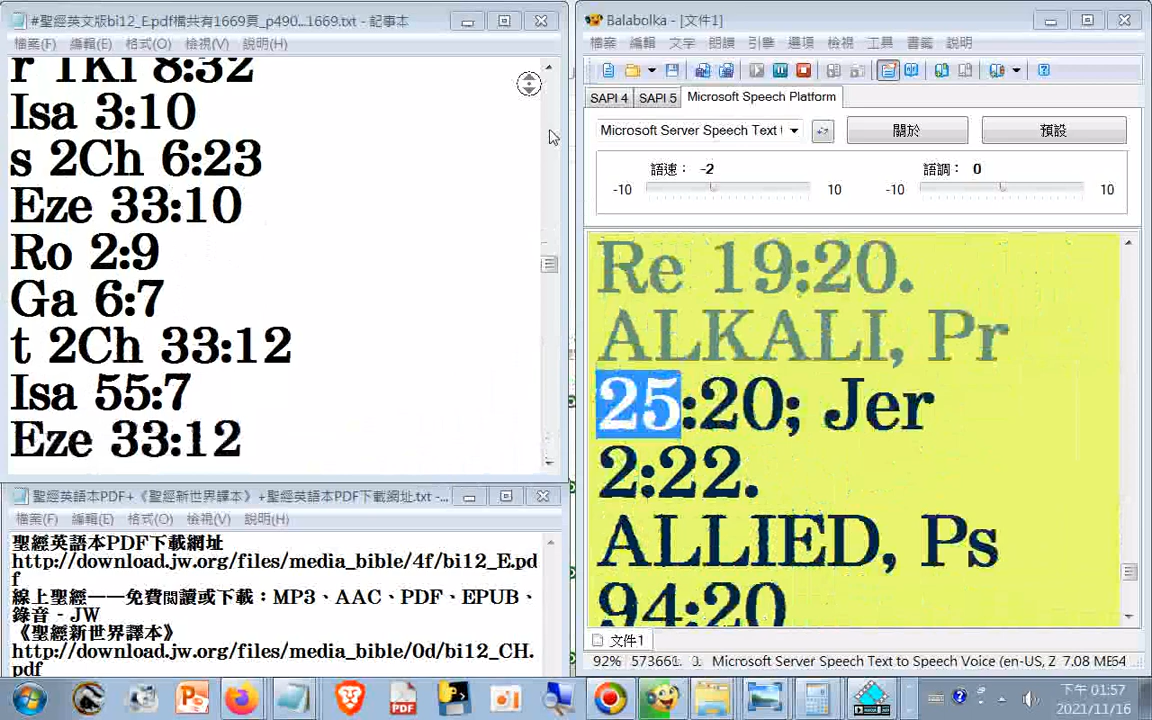 #聖經英文版bi12_E.pdf檔共有1669頁_p490...1669.txt - 記事本
檔案(F) 編輯(E) 格式(O) 檢視(V) 說明(H)
r 1Ki 8:32
Isa 3:10
s 2Ch 6:23
Eze 33:10
Ro 2:9
Ga 6:7
t 2Ch 33:12
Isa 55:7
Eze 33:12
聖經英語本PDF+《聖經新世界譯本》+聖經英語本PDF下載網址.txt -...
檔案(F) 編輯(E) 格式(O) 檢視(V) 說明(H)
聖經英語本PDF下載網址
http://download.jw.org/files/media_bible/4f/bi12_E.pd
f
線上聖經——免費閱讀或下載：MP3、AAC、PDF、EPUB、
錄音 - JW
《聖經新世界譯本》
http://download.jw.org/files/media_bible/0d/bi12_CH.
pdf
Balabolka - [文件1]
檔案 編輯 文字 朗讀 引擎 選項 檢視 工具 書籤 說明
SAPI 4 SAPI 5 Microsoft Speech Platform
Microsoft Server Speech Text 關於 預設
語速： -2 語調： 0
-10 10 -10 10
Re 19:20.
ALKALI, Pr
25:20; Jer
2:22.
ALLIED, Ps
94:20
文件1
92% Microsoft Server Speech Text to Speech Voice (en-US, Z 7.08 MB
下午 01:57
2021/11/16